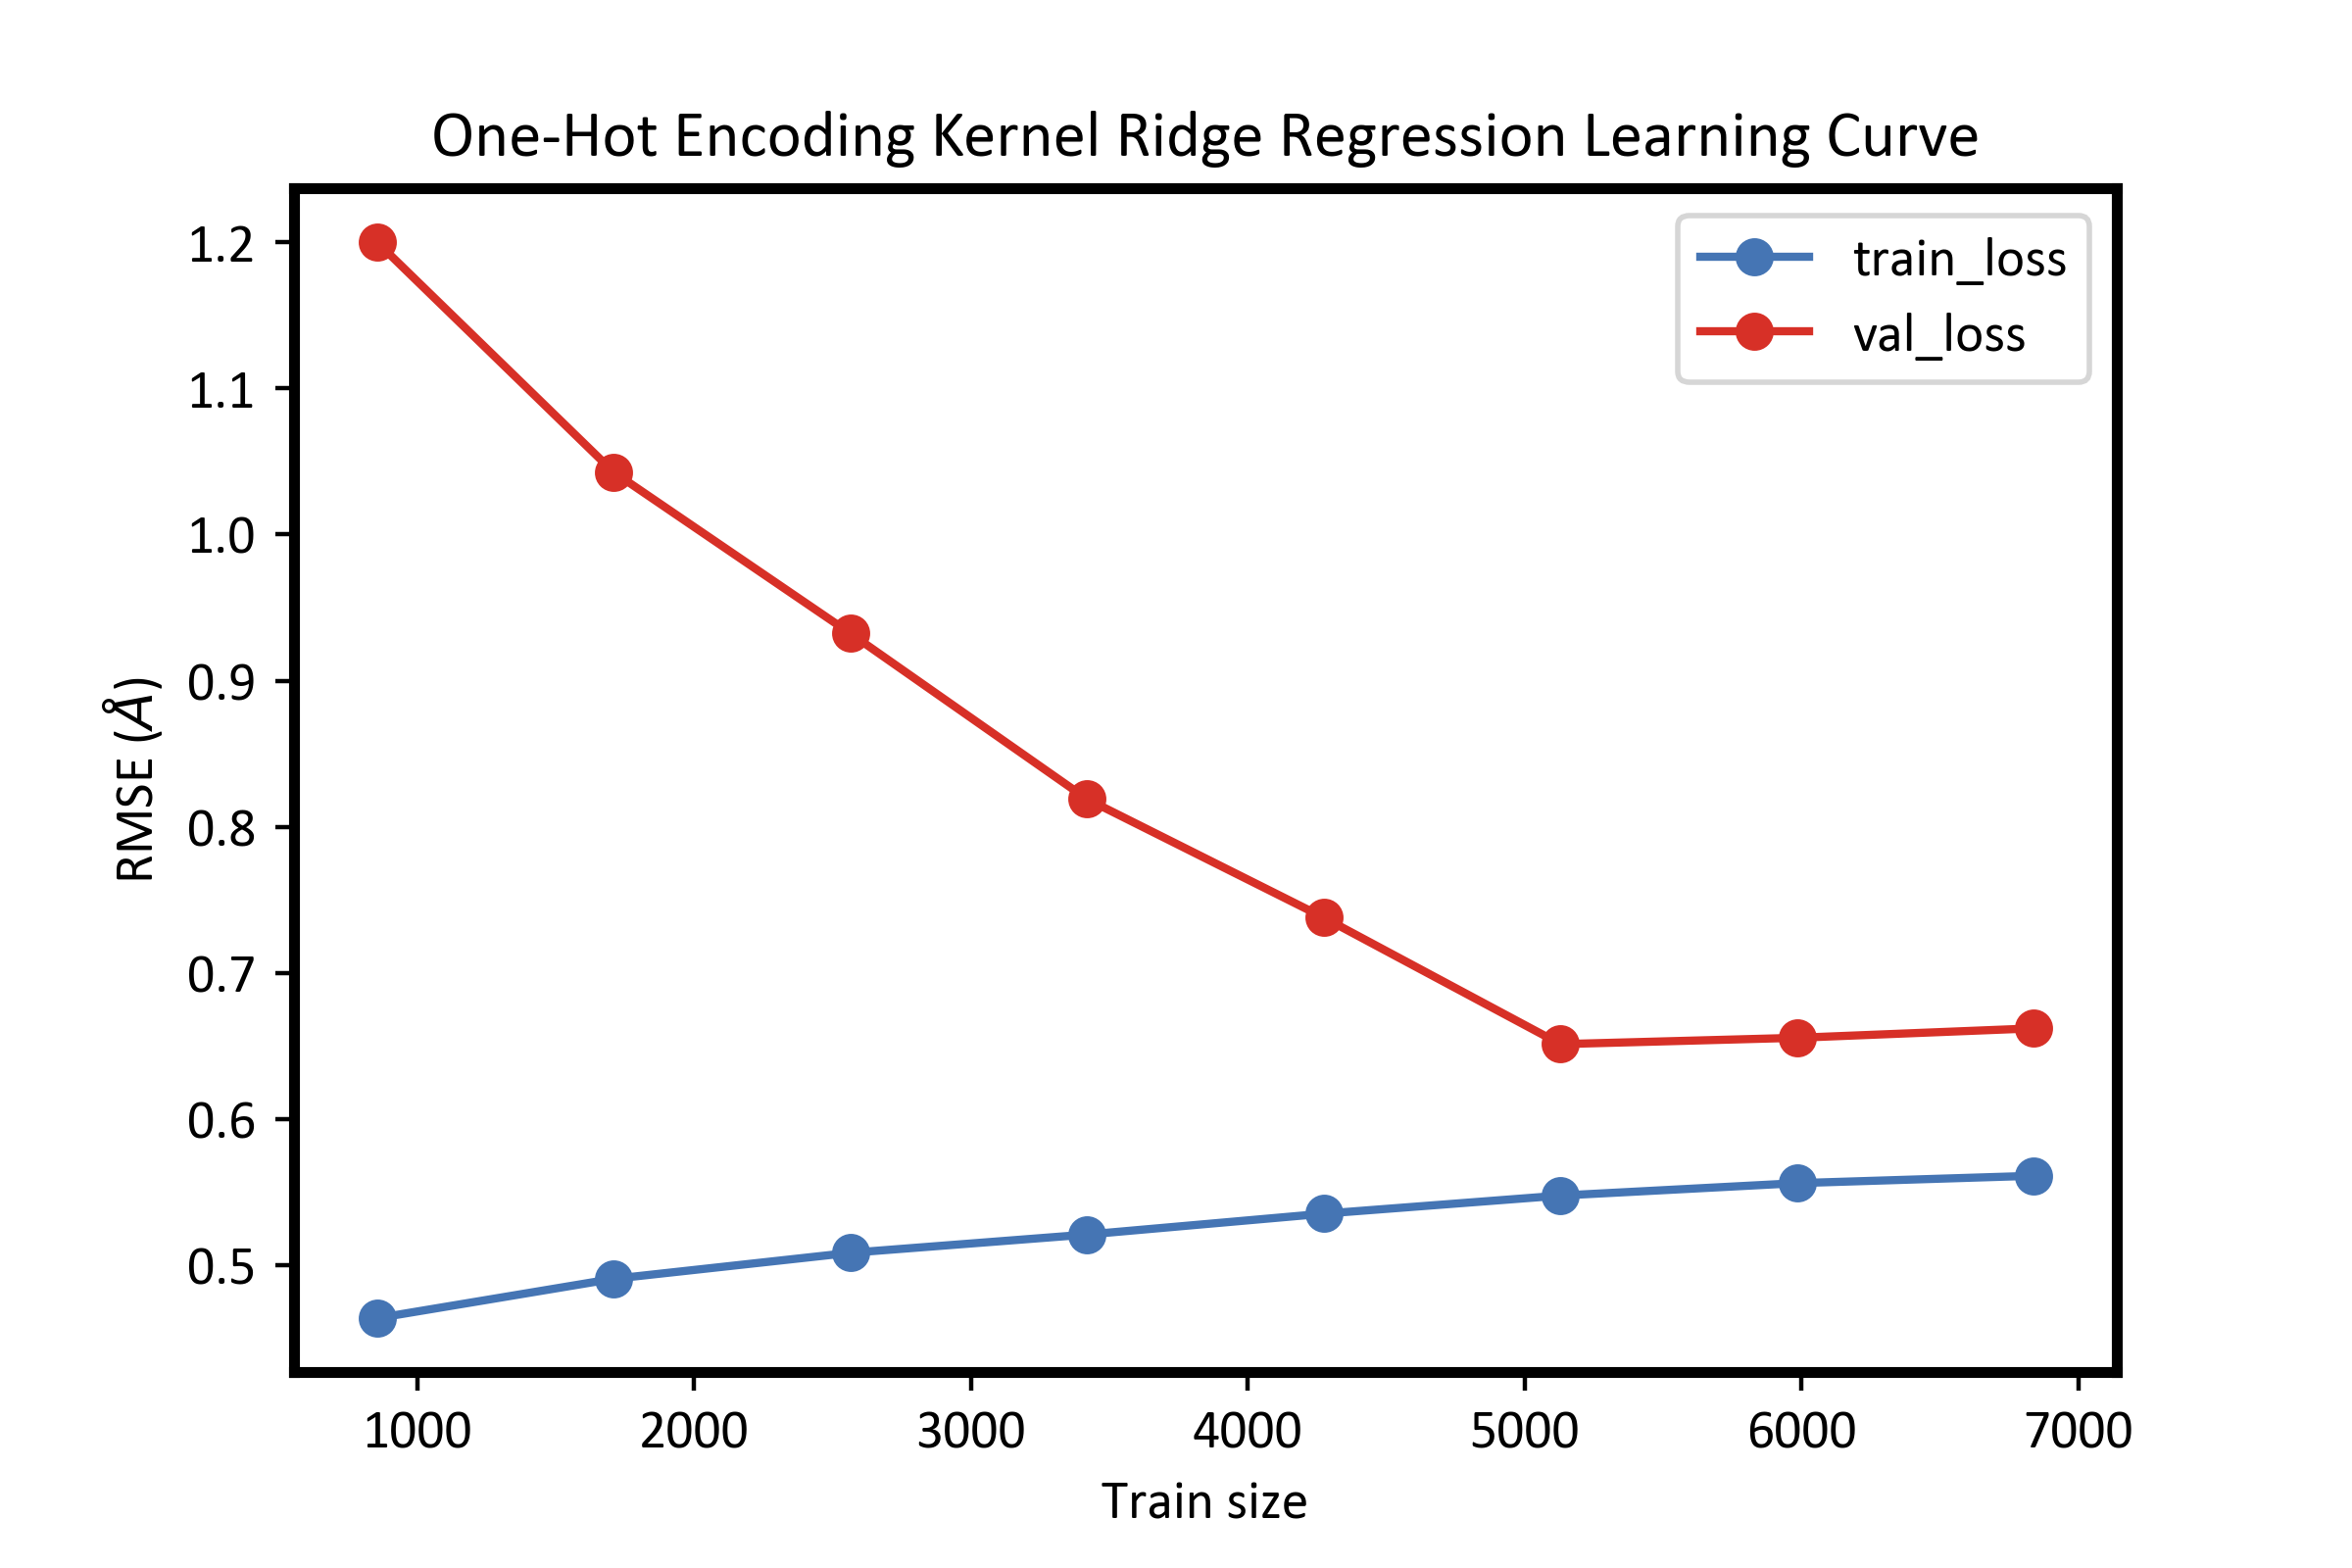 One-Hot Encoding Kernel Ridge Regression Learning Curve
train_loss
val_loss
1.2
1.1
1.0
0.9
0.8
0.7
0.6
0.5
RMSE (Å)
1000 2000 3000 4000 5000 6000 7000
Train size